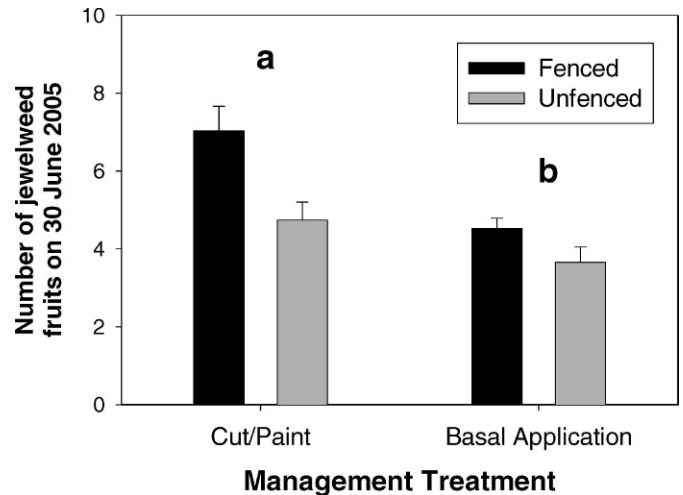 Number of jewelweed
fruits on 30 June 2005
10
8
6
4
2
0
a
b
Fenced
Unfenced
Cut/Paint
Basal Application
Management Treatment